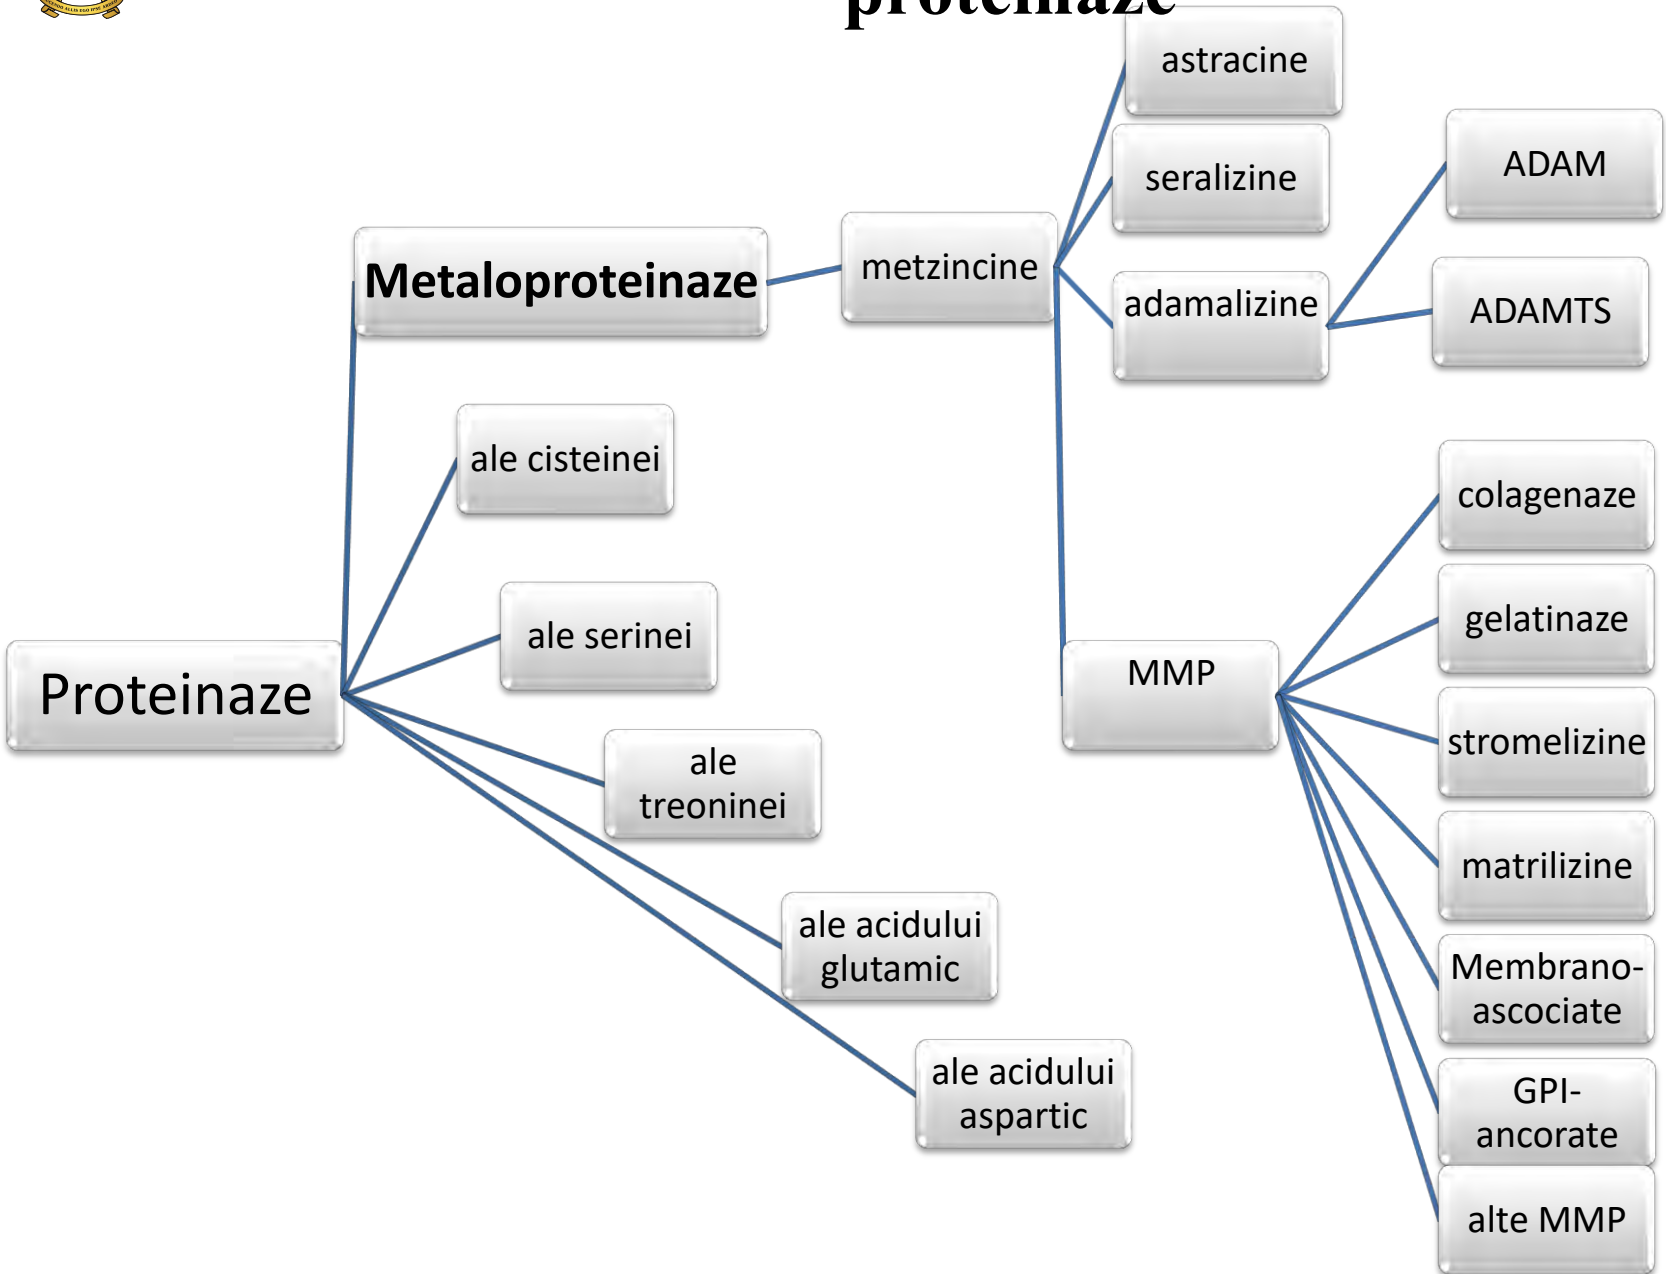 proteinaze
astracine
seralizine
ADAM
Metaloproteinaze
metzincine
adamalizine
ADAMTS
ale cisteinei
colagenaze
ale serinei
gelatinaze
Proteinaze
MMP
stromelizine
ale
treoninei
matrilizine
ale acidului
glutamic
Membrano-
ascociate
ale acidului
aspartic
GPI-
ancorate
alte MMP